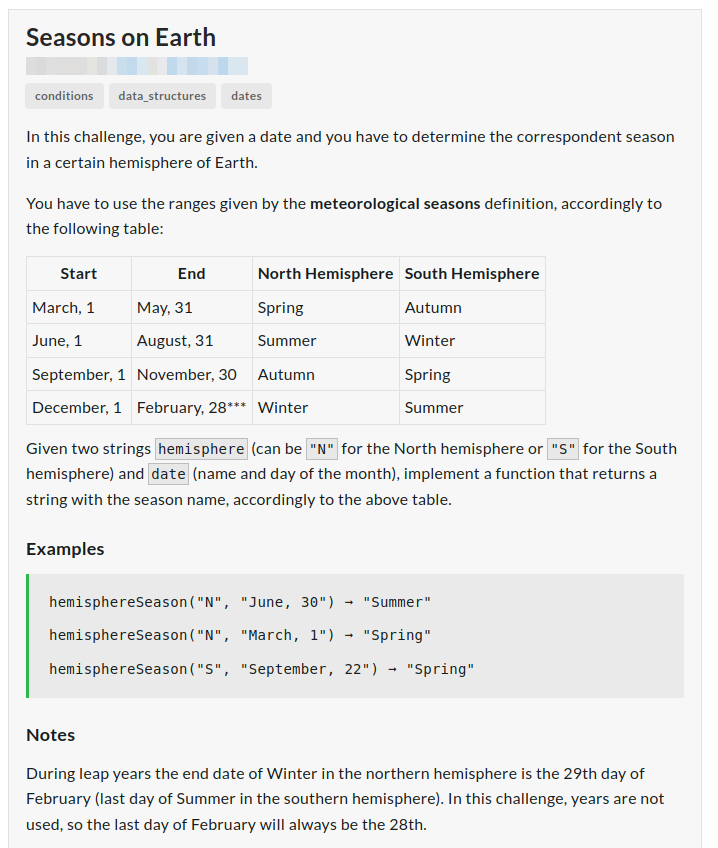 Seasons on Earth
conditions data_structures dates
In this challenge, you are given a date and you have to determine the correspondent season
in a certain hemisphere of Earth.
You have to use the ranges given by the meteorological seasons definition, accordingly to
the following table:
Start End North Hemisphere South Hemisphere
March, 1 May, 31 Spring Autumn
June, 1 August, 31 Summer Winter
September, 1 November, 30 Autumn Spring
December, 1 February, 28*** Winter Summer
Given two strings hemisphere (can be "N" for the North hemisphere or "S" for the South
hemisphere) and date (name and day of the month), implement a function that returns a
string with the season name, accordingly to the above table.
Examples
hemisphereSeason("N", "June, 30") → "Summer"
hemisphereSeason("N", "March, 1") → "Spring"
hemisphereSeason("S", "September, 22") → "Spring"
Notes
During leap years the end date of Winter in the northern hemisphere is the 29th day of
February (last day of Summer in the southern hemisphere). In this challenge, years are not
used, so the last day of February will always be the 28th.